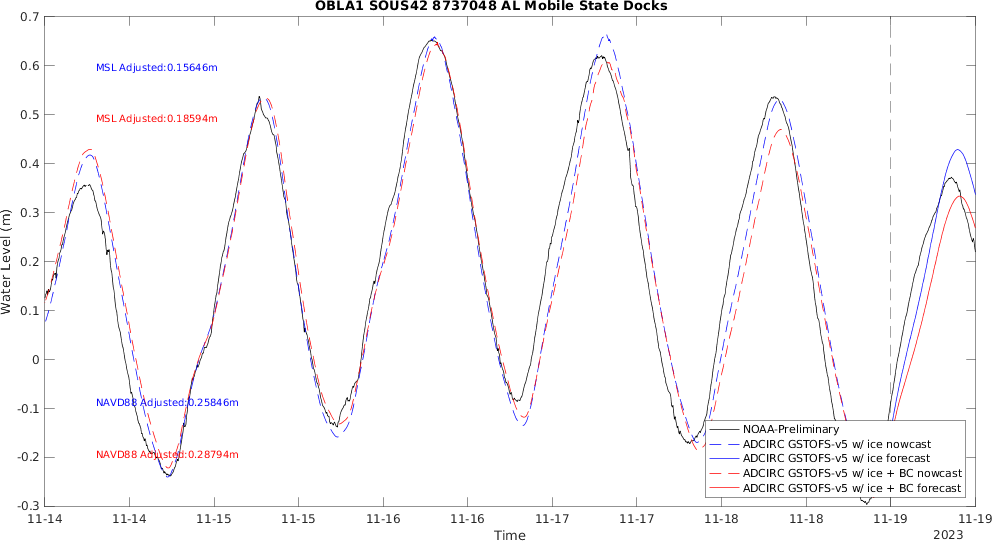 OBLA1 SOUS42 8737048 AL Mobile State Docks
0.7
0.6
0.5
0.4
0.3
0.2
0.1
0
-0.1
-0.2
-0.3
Water Level (m)
MSL Adjusted:0.15646m
MSL Adjusted:0.18594m
NAVD88 Adjusted:0.25846m
NAVD88 Adjusted:0.28794m
NOAA-Preliminary
ADCIRC GSTOFS-v5 w/ ice nowcast
ADCIRC GSTOFS-v5 w/ ice forecast
ADCIRC GSTOFS-v5 w/ ice + BC nowcast
ADCIRC GSTOFS-v5 w/ ice + BC forecast
11-14 11-14 11-15 11-15 11-16 11-16 11-17 11-17 11-18 11-18 11-19 11-19
Time
2023